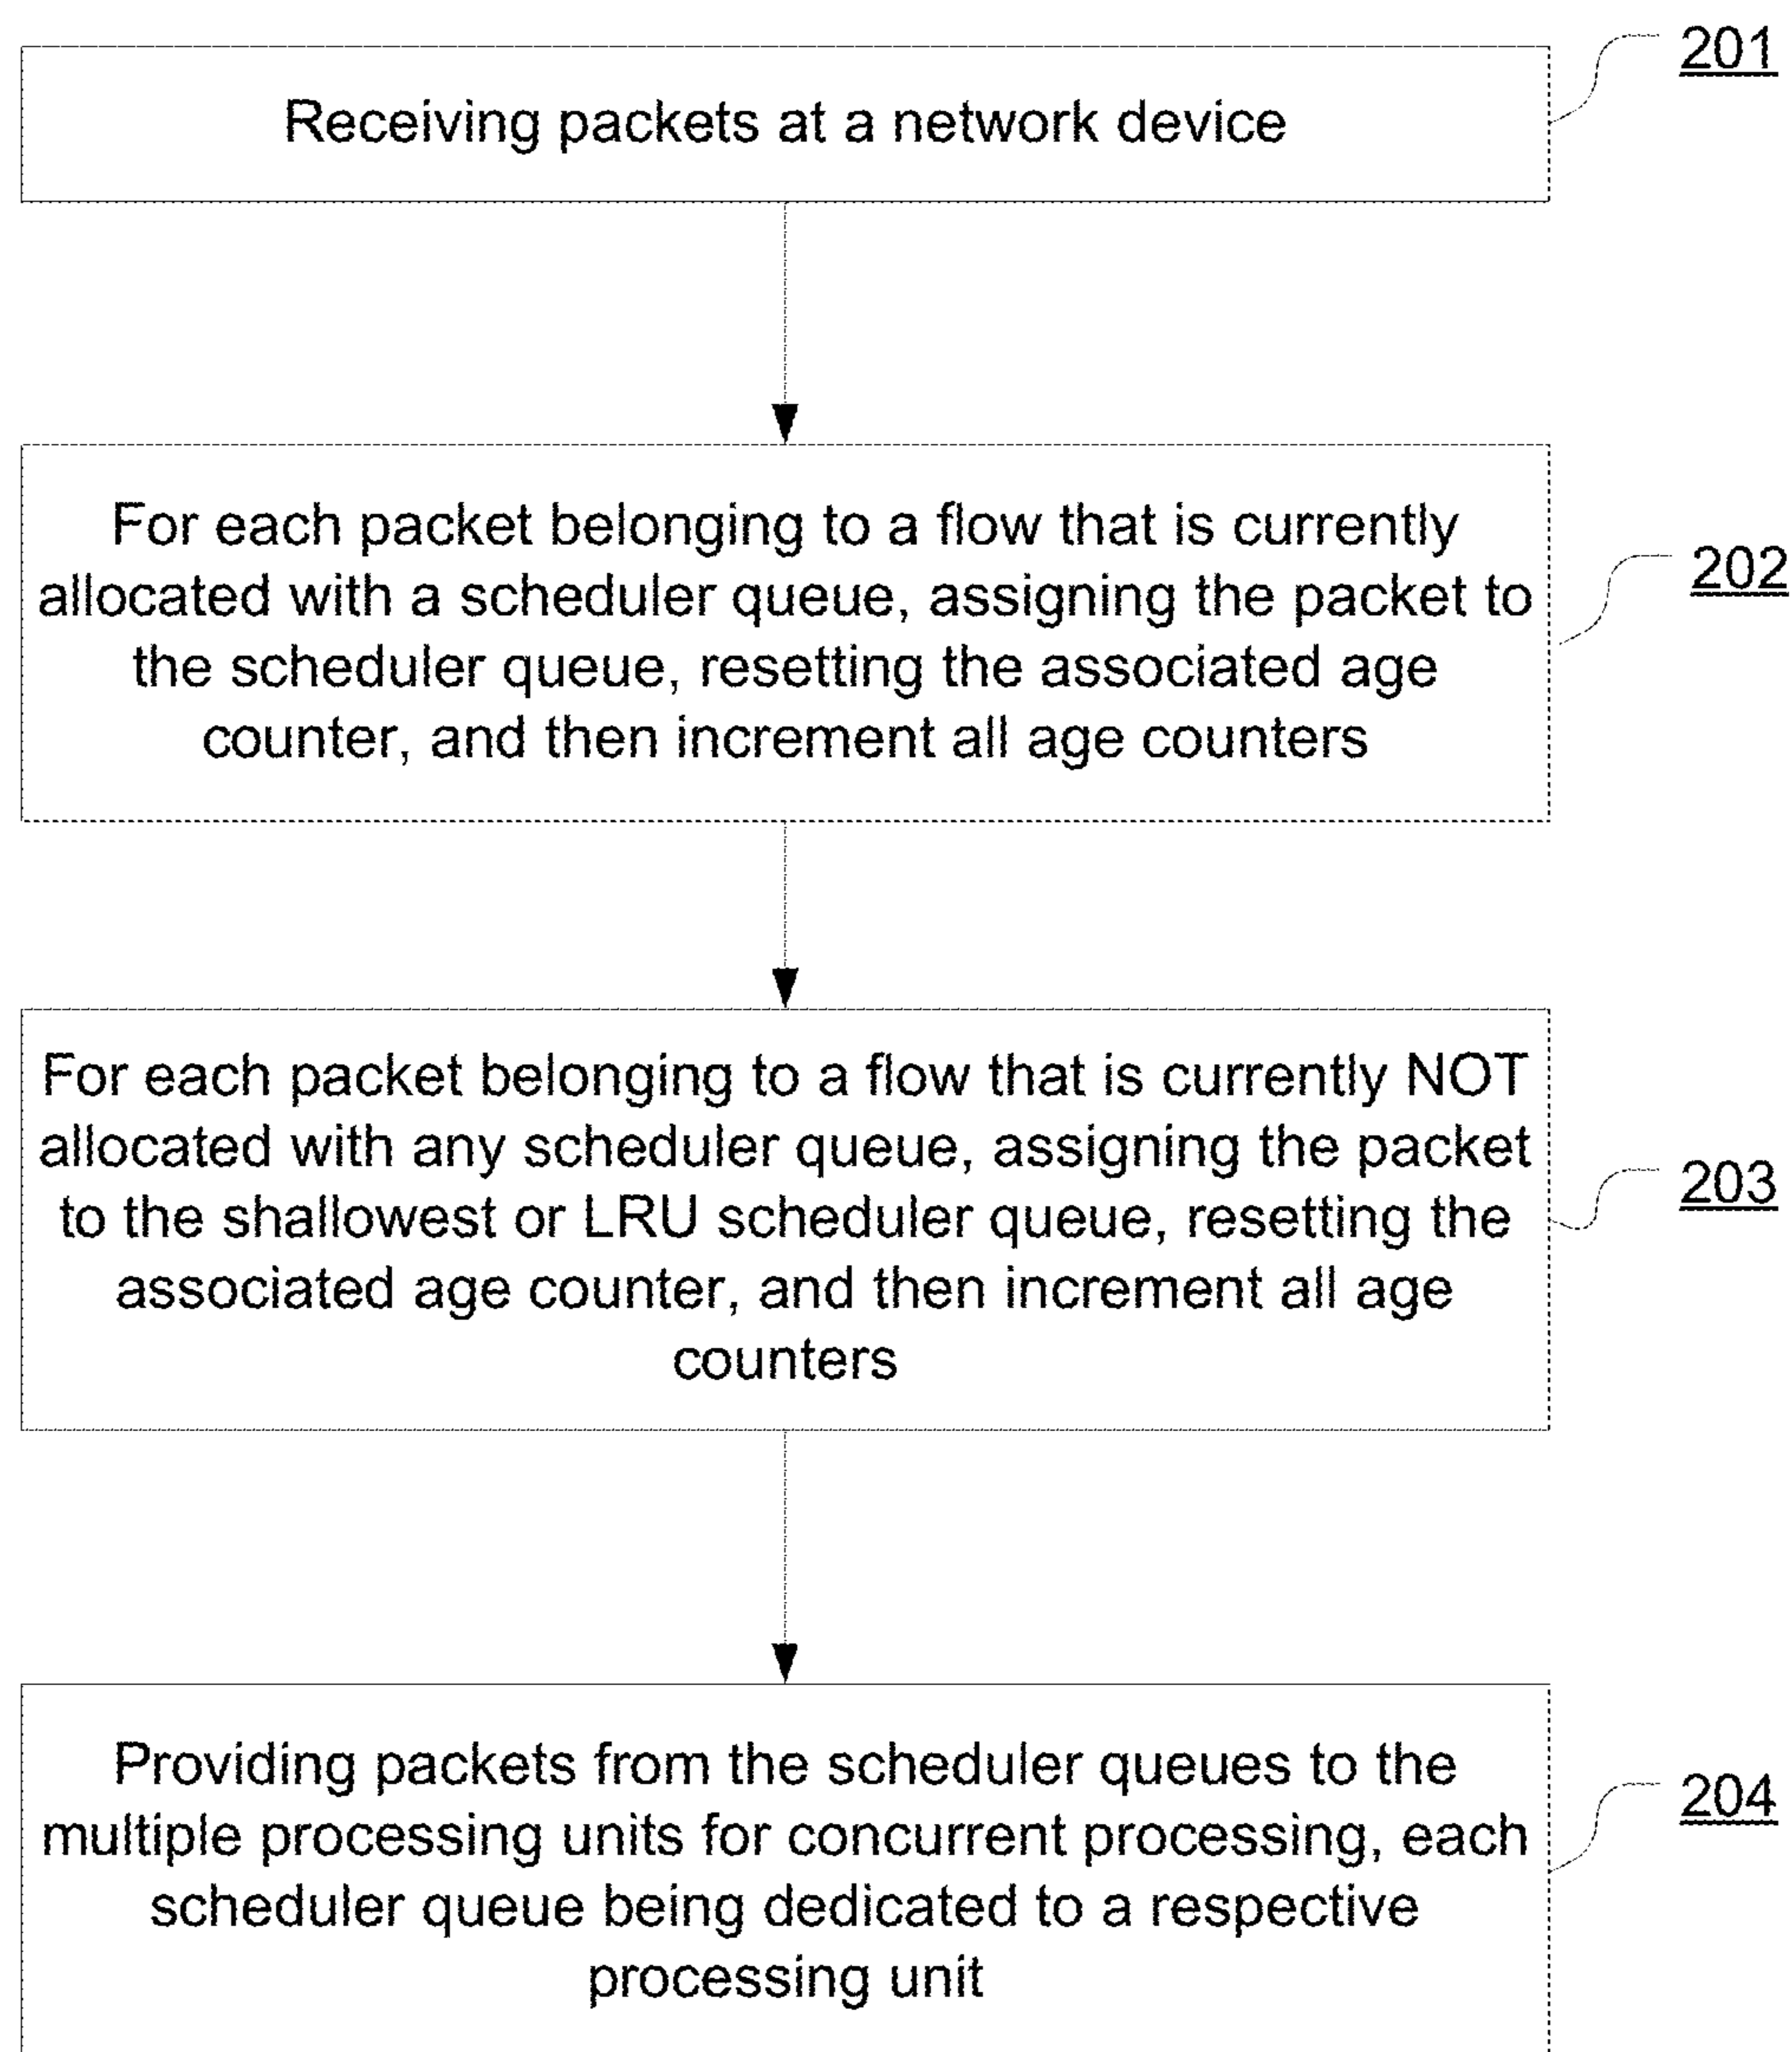 201
Receiving packets at a network device
For each packet belonging to a flow that is currently
allocated with a scheduler queue, assigning the packet to
the scheduler queue, resetting the associated age
counter, and then increment all age counters
202
For each packet belonging to a flow that is currently NOT
allocated with any scheduler queue, assigning the packet
to the shallowest or LRU scheduler queue, resetting the
associated age counter, and then increment all age
counters
203
Providing packets from the scheduler queues to the
multiple processing units for concurrent processing, each
scheduler queue being dedicated to a respective
processing unit
204